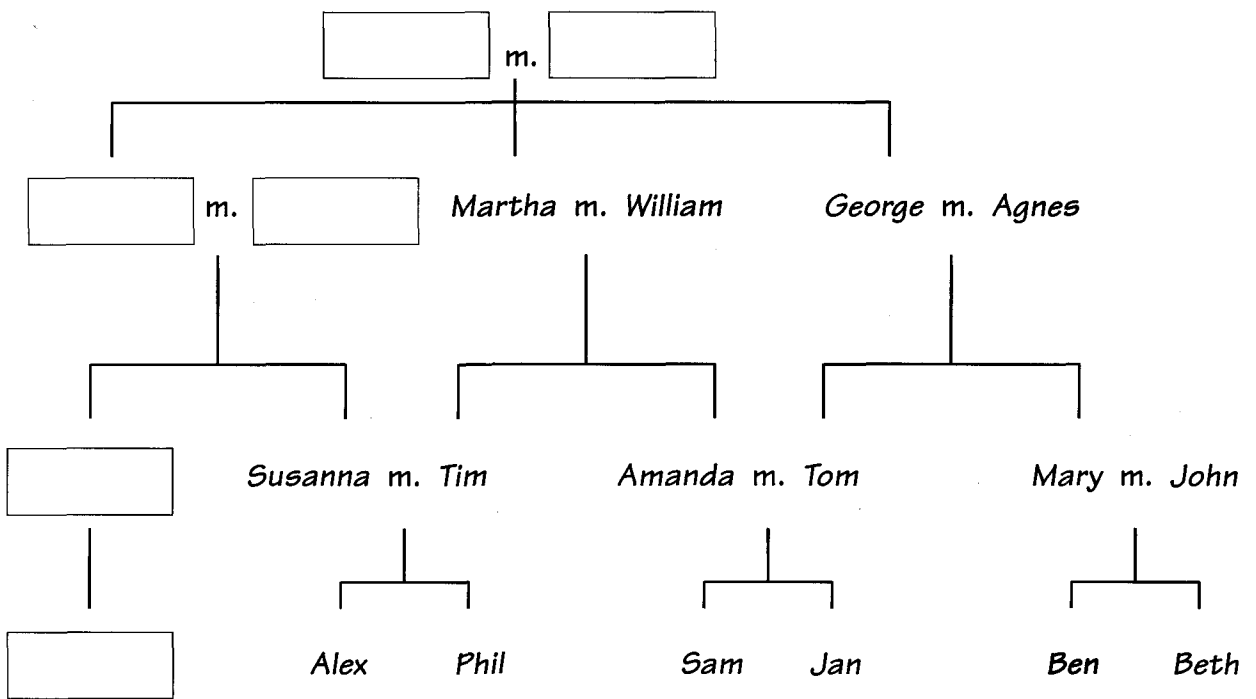 m.
m. Martha m. William George m. Agnes
Susanna m. Tim Amanda m. Tom Mary m. John
Alex Phil Sam Jan Ben Beth